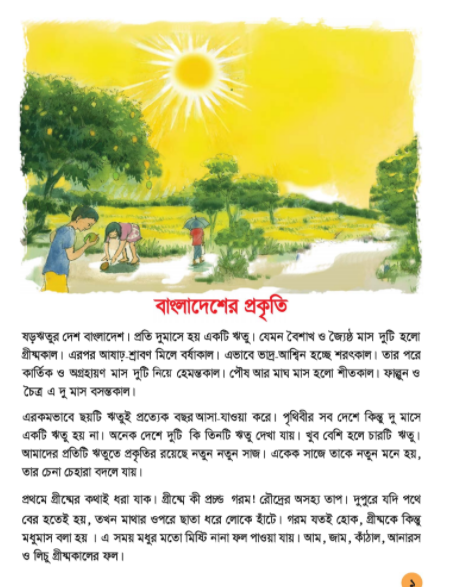 বাংলাদেশের প্রকৃতি
ষড়ঋতুর দেশ বাংলাদেশ। প্রতি দুমাসে হয় একটি ঋতু। যেমন বৈশাখ ও জ্যৈষ্ঠ মাস দুটি হলো
গ্রীষ্মকাল। এরপর আষাঢ়-শ্রাবণ মিলে বর্ষাকাল। এভাবে ভাদ্র-আশ্বিন হচ্ছে শরৎকাল। তার পরে
কার্তিক ও অগ্রহায়ণ মাস দুটি নিয়ে হেমন্তকাল। পৌষ আর মাঘ মাস হলো শীতকাল। ফাল্গুন ও
চৈত্র এ দু মাস বসন্তকাল।
এরকমভাবে ছয়টি ঋতুই প্রত্যেক বছর আসা-যাওয়া করে। পৃথিবীর সব দেশে কিন্তু দু মাসে
একটি ঋতু হয় না। অনেক দেশে দুটি কি তিনটি ঋতু দেখা যায়। খুব বেশি হলে চারটি ঋতু।
আমাদের প্রতিটি ঋতুতে প্রকৃতির রয়েছে নতুন নতুন সাজ। একেক সাজে তাকে নতুন মনে হয়,
তার চেনা চেহারা বদলে যায়।
প্রথমে গ্রীষ্মের কথাই ধরা যাক। গ্রীষ্মে কী প্রচন্ড গরম! রৌদ্রের অসহ্য তাপ। দুপুরে যদি পথে
বের হতেই হয়, তখন মাথার ওপরে ছাতা ধরে লোকে হাঁটে। গরম যতই হোক, গ্রীষ্মকে কিন্তু
মধুমাস বলা হয় । এ সময় মধুর মতো মিষ্টি নানা ফল পাওয়া যায়। আম, জাম, কাঁঠাল, আনারস
ও লিচু গ্রীষ্মকালের ফল।